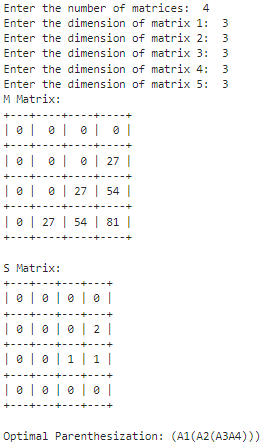 Enter the number of matrices:  4
Enter the dimension of matrix 1:  3
Enter the dimension of matrix 2:  3
Enter the dimension of matrix 3:  3
Enter the dimension of matrix 4:  3
Enter the dimension of matrix 5:  3
M Matrix:
+---+----+----+----+
| 0 |  0 |  0 |  0 |
+---+----+----+----+
| 0 |  0 |  0 | 27 |
+---+----+----+----+
| 0 |  0 | 27 | 54 |
+---+----+----+----+
| 0 | 27 | 54 | 81 |
+---+----+----+----+
S Matrix:
+---+---+---+---+
| 0 | 0 | 0 | 0 |
+---+---+---+---+
| 0 | 0 | 0 | 2 |
+---+---+---+---+
| 0 | 0 | 1 | 1 |
+---+---+---+---+
| 0 | 0 | 0 | 0 |
+---+---+---+---+
Optimal Parenthesization: (A1(A2(A3A4)))